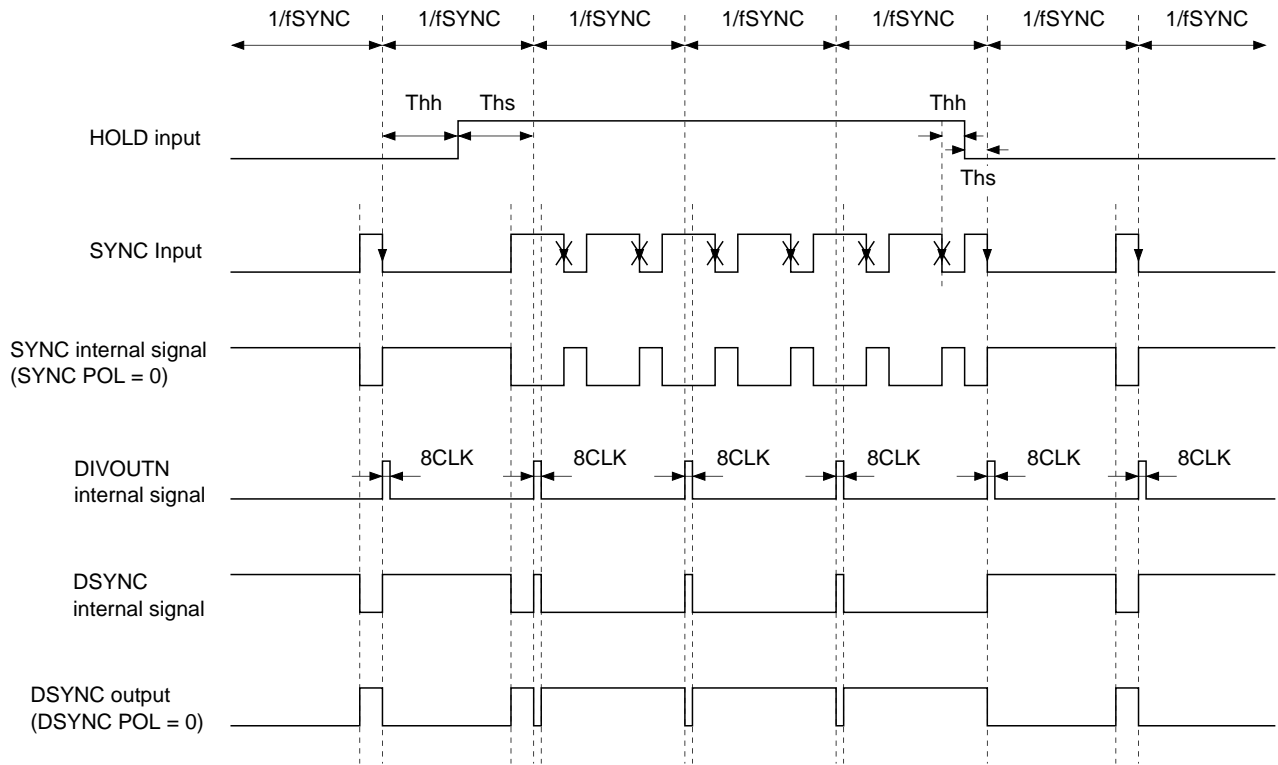 1/fSYNC 1/fSYNC 1/fSYNC 1/fSYNC 1/fSYNC 1/fSYNC 1/fSYNC
Thh Ths Thh
HOLD input
Ths
SYNC Input
SYNC internal signal
(SYNC POL = 0)
8CLK 8CLK 8CLK 8CLK 8CLK 8CLK
DIVOUTN
internal signal
DSYNC
internal signal
DSYNC output
(DSYNC POL = 0)